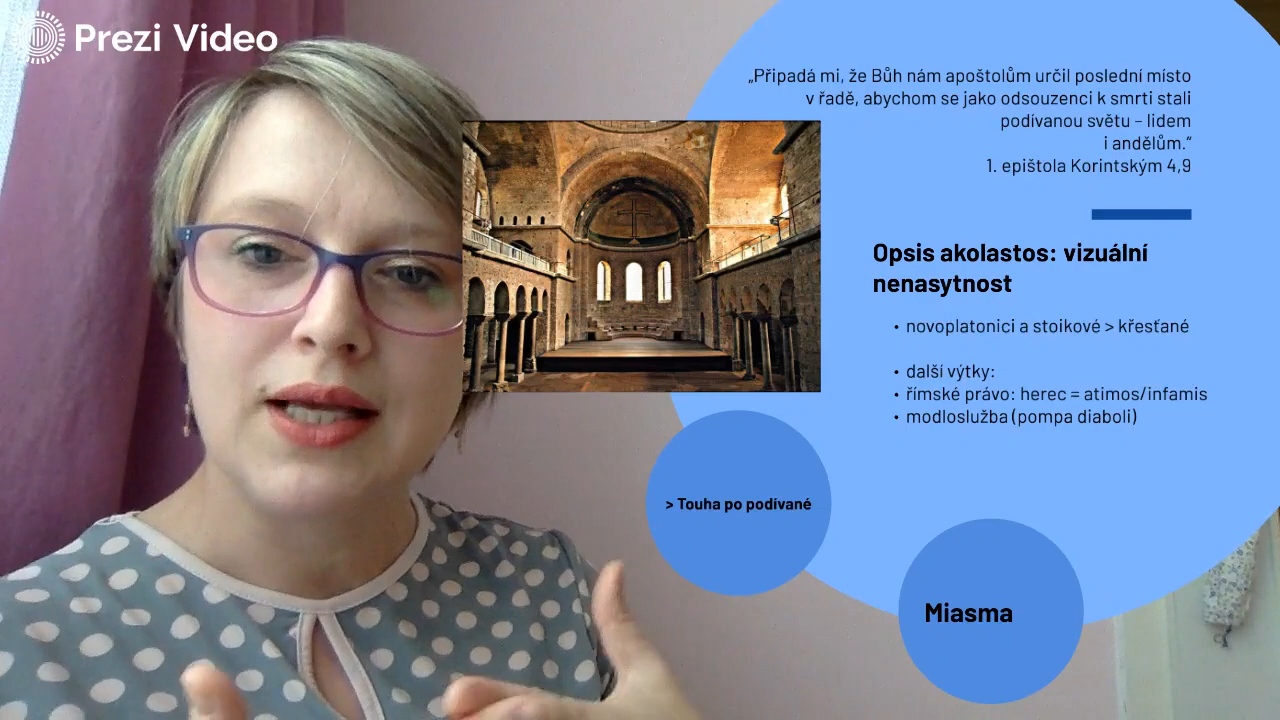 Prezi Video
„Připadá mi, že Bůh nám apoštolům určil poslední místo
v řadě, abychom se jako odsouzenci k smrti stali
podívanou světu – lidem
i andělům.“
1. epištola Korintským 4,9
Opsis akolastos: vizuální
nenasytnost
• novoplatonici a stoikové > křesťané
• další výtky:
• římské právo: herec = atimos/infamis
• modloslužba (pompa diaboli)
> Touha po podívané
Miasma